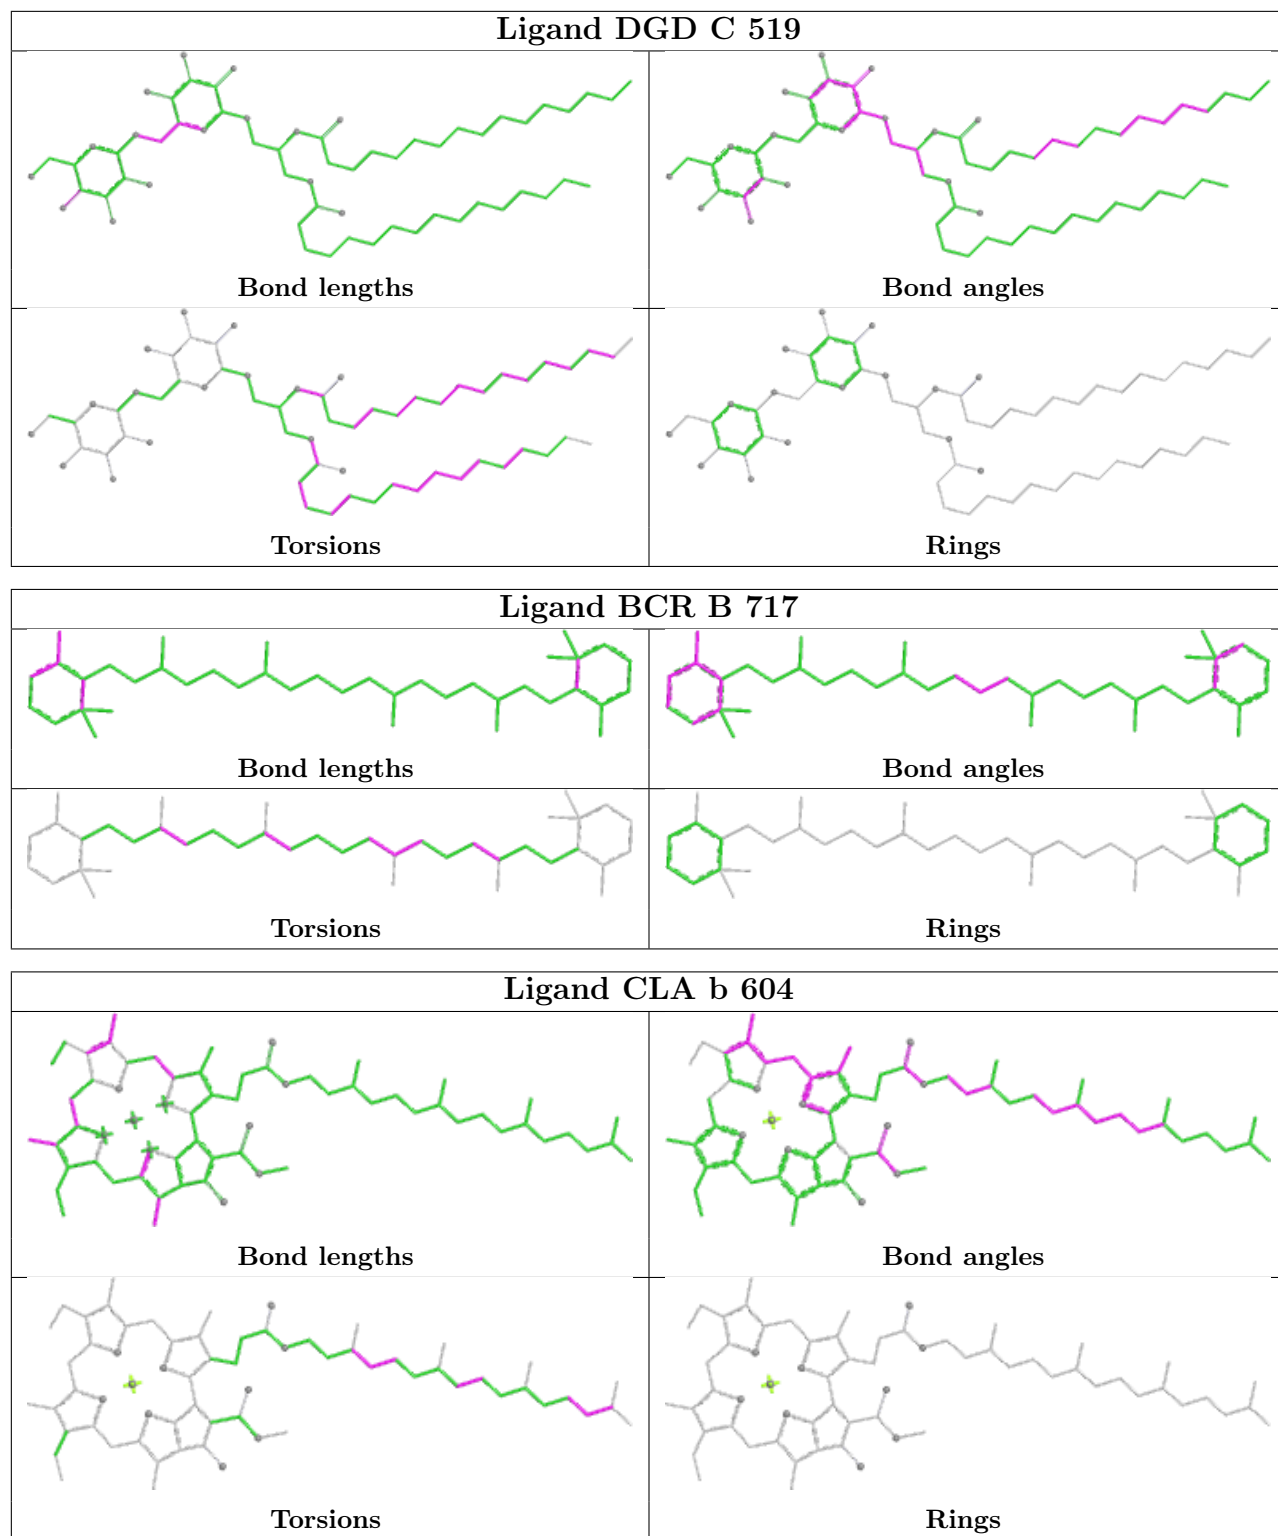 Ligand DGD C 519
Bond lengths
Bond angles
Torsions
Rings
Ligand BCR B 717
Bond lengths
Bond angles
Torsions
Rings
Ligand CLA b 604
Bond lengths
Bond angles
Torsions
Rings